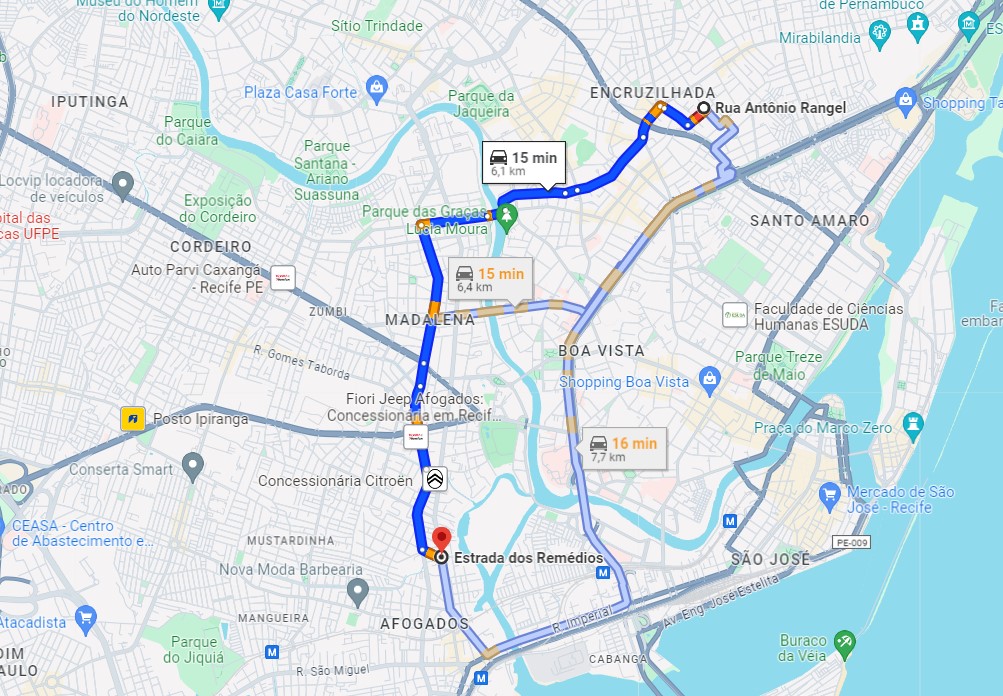 Museu do Homem
do Nordeste
Sítio Trindade
de Pernambuco
Mirabilandia
ES
IPUTINGA
Plaza Casa Forte
Parque da
Jaqueira
ENCRUZILHADA
Rua Antônio Rangel
Shopping Ta
Parque
do Caiara
Parque
Santana -
Ariano
Suassuna
15 min
6,1 km
Locvip locadora
de veículos
Exposição
do Cordeiro
Parque das Graças
Lúcia Moura
SANTO AMARO
pital das
cas UFPE
CORDEIRO
Auto Parvi Caxangá
- Recife PE
15 min
6,4 km
ZUMBI
MADALENA
Faculdade de Ciências
Humanas ESUDA
Fa
embar
R. Gomes Taborda
BOA VISTA
Parque Treze
de Maio
Shopping Boa Vista
Fiori Jeep Afogados:
Concessionária em Recif...
Posto Ipiranga
Praça do Marco Zero
16 min
7,7 km
Conserta Smart
Concessionária Citroën
RADO
Mercado de São
José - Recife
CEASA - Centro
de Abastecimento e...
MUSTARDINHA
PE-009
Estrada dos Remédios
SÃO JOSÉ
M
M
Nova Moda Barbearia
Av. Eng. José Estelita
Atacadista
MANGUEIRA
AFOGADOS
R. Imperial
Parque
do Jiquiá
Buraco
da Véia
DIM
PAULO
M
R. São Miguel
CABANGA
M